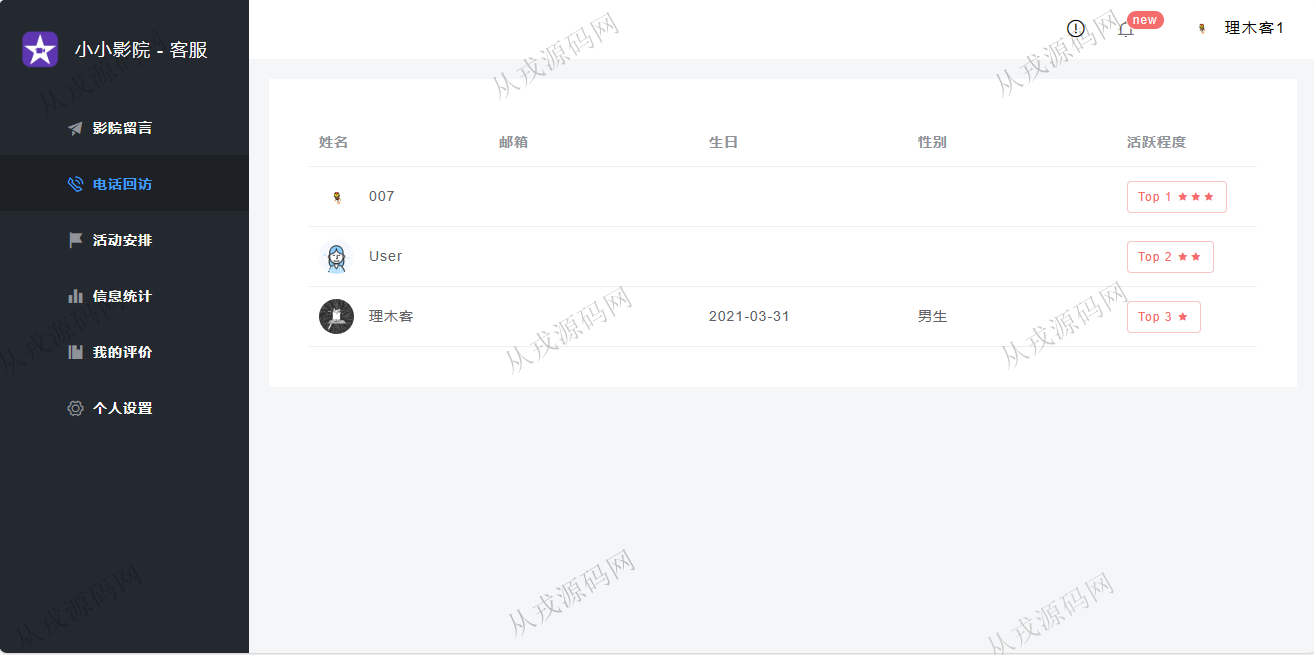 小小影院 - 客服
new
理木客1
影院留言
电话回访
活动安排
信息统计
我的评价
个人设置
姓名 邮箱 生日 性别 活跃程度
007 Top 1 ★★★
User Top 2 ★★
理木客 2021-03-31 男生 Top 3 ★
从戎源码网
从戎源码网
从戎源码网
从戎源码网
从戎源码网
从戎源码网
从戎源码网
从戎源码网
从戎源码网